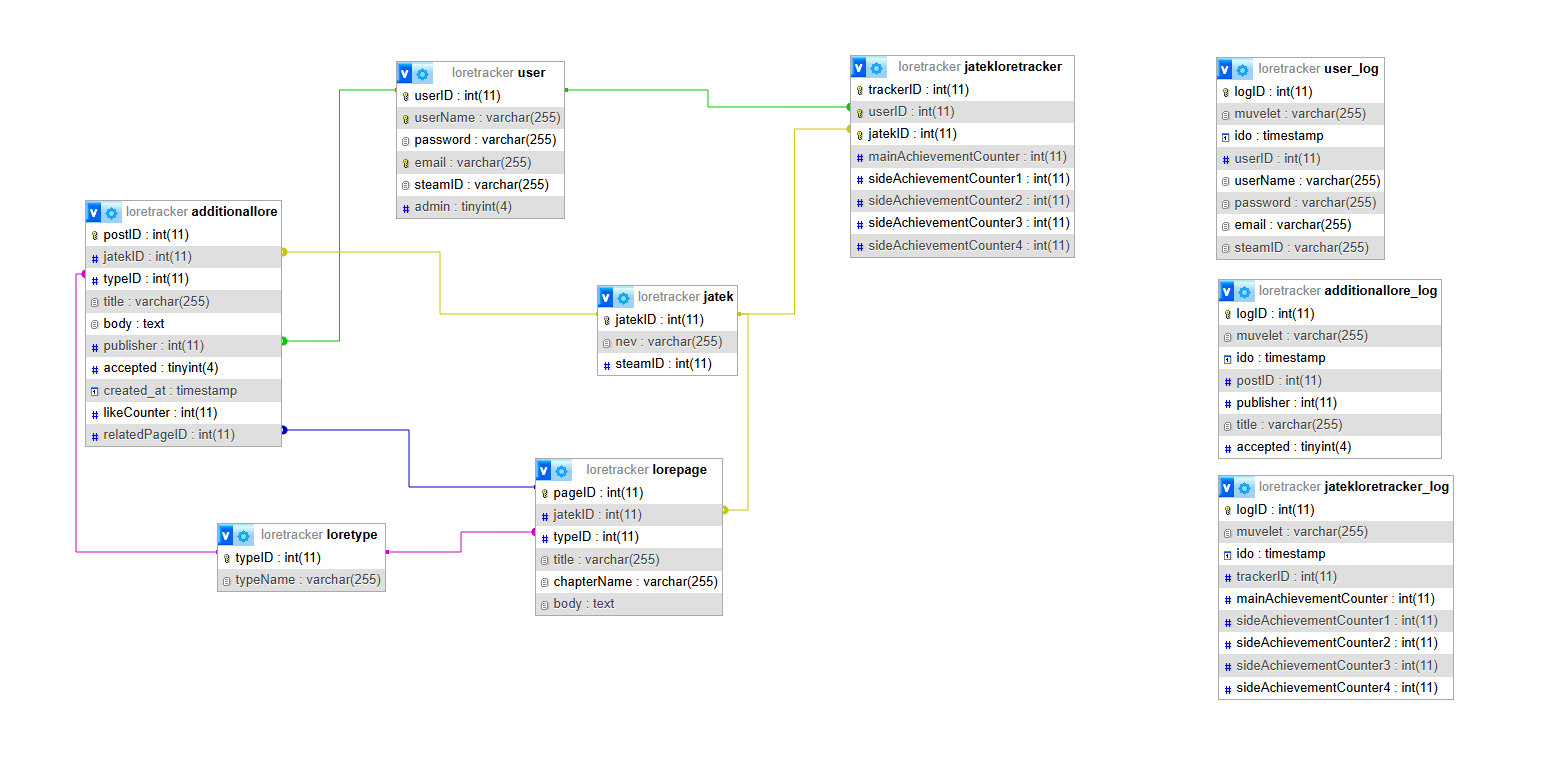 loretracker user
userID : int(11)
userName : varchar(255)
password : varchar(255)
email : varchar(255)
steamID : varchar(255)
admin : tinyint(4)
loretracker jatekloretracker
trackerID : int(11)
userID : int(11)
jatekID : int(11)
mainAchievementCounter : int(11)
sideAchievementCounter1 : int(11)
sideAchievementCounter2 : int(11)
sideAchievementCounter3 : int(11)
sideAchievementCounter4 : int(11)
loretracker user_log
logID : int(11)
muvelet : varchar(255)
ido : timestamp
userID : int(11)
userName : varchar(255)
password : varchar(255)
email : varchar(255)
steamID : varchar(255)
loretracker additionallore
postID : int(11)
jatekID : int(11)
typeID : int(11)
title : varchar(255)
body : text
publisher : int(11)
accepted : tinyint(4)
created_at : timestamp
likeCounter : int(11)
relatedPageID : int(11)
loretracker jatek
jatekID : int(11)
nev : varchar(255)
steamID : int(11)
loretracker additionallore_log
logID : int(11)
muvelet : varchar(255)
ido : timestamp
postID : int(11)
publisher : int(11)
title : varchar(255)
accepted : tinyint(4)
loretracker lorepage
pageID : int(11)
jatekID : int(11)
typeID : int(11)
title : varchar(255)
chapterName : varchar(255)
body : text
loretracker loretype
typeID : int(11)
typeName : varchar(255)
loretracker jatekloretracker_log
logID : int(11)
muvelet : varchar(255)
ido : timestamp
trackerID : int(11)
mainAchievementCounter : int(11)
sideAchievementCounter1 : int(11)
sideAchievementCounter2 : int(11)
sideAchievementCounter3 : int(11)
sideAchievementCounter4 : int(11)